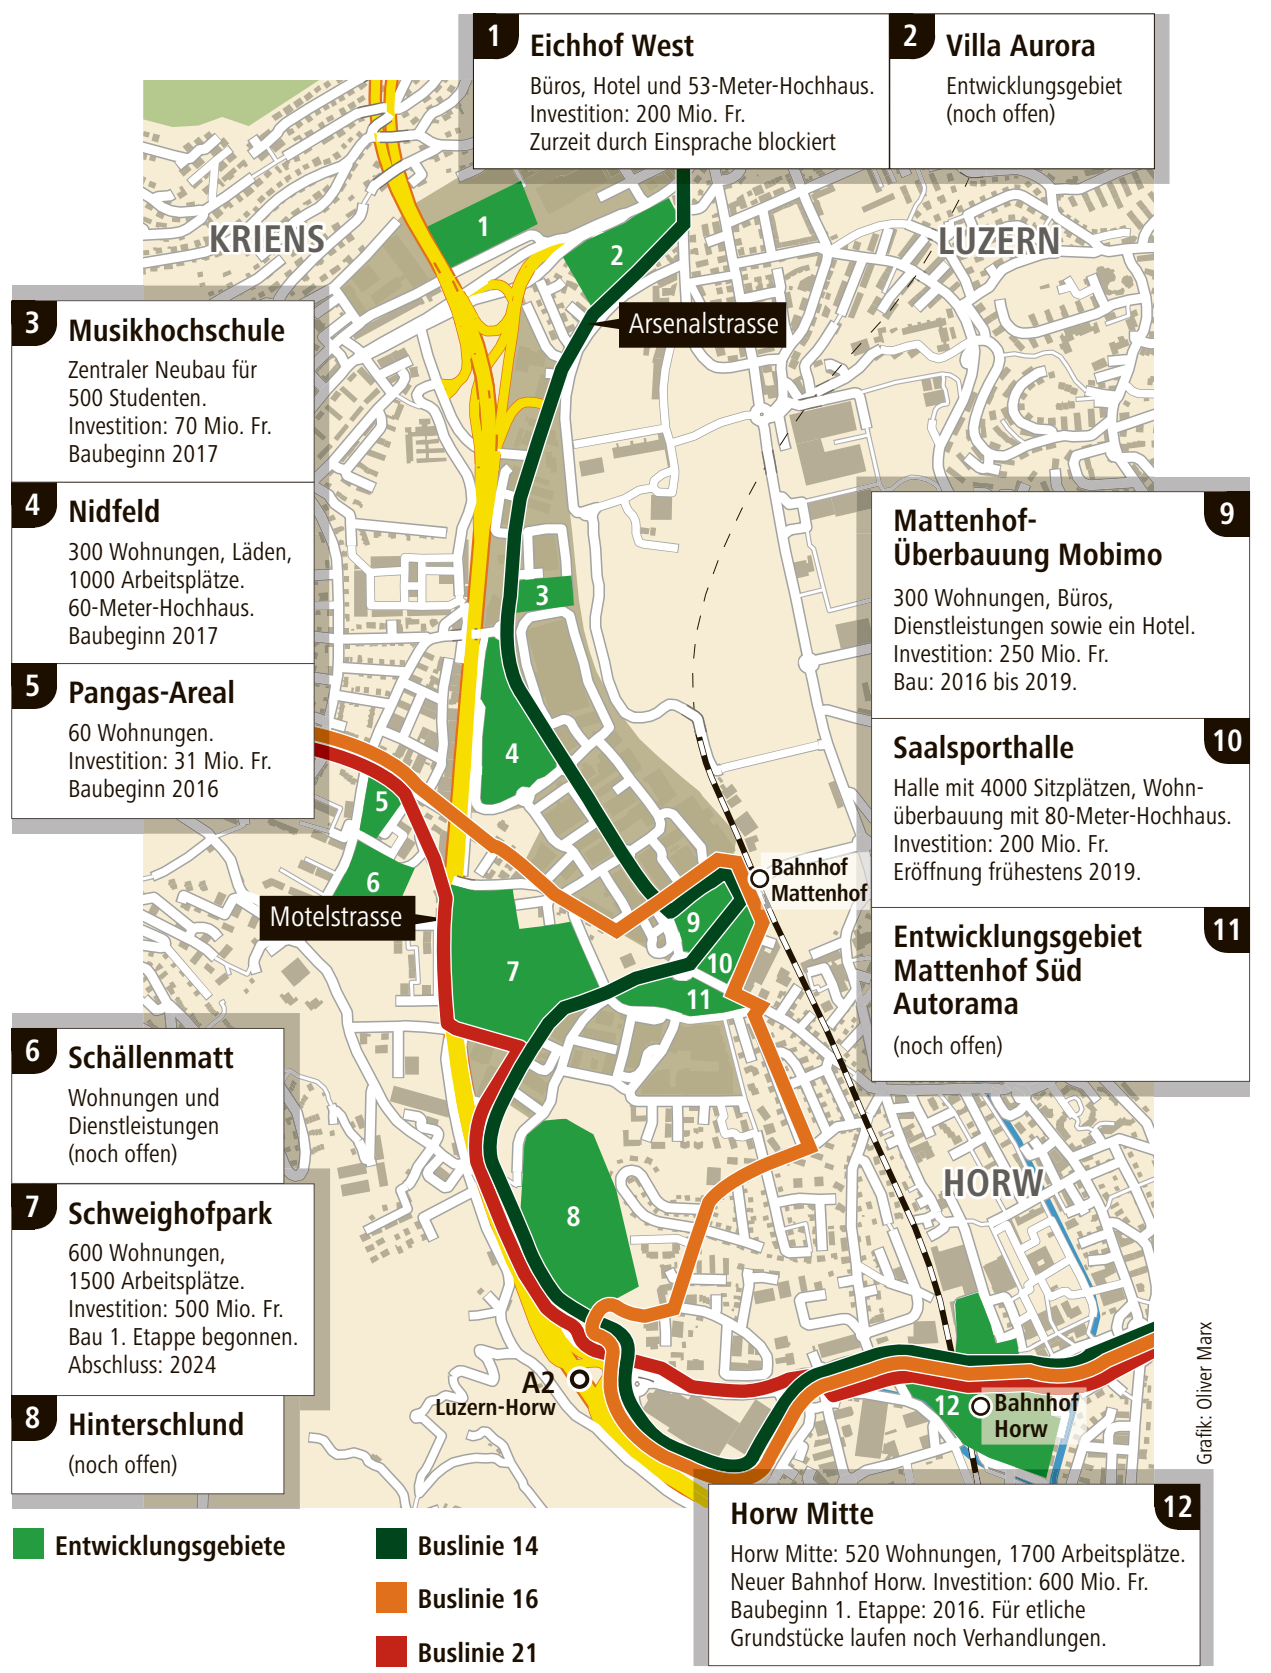 1
Eichhof West
Büros, Hotel und 53-Meter-Hochhaus.
Investition: 200 Mio. Fr.
Zurzeit durch Einsprache blockiert
2
Villa Aurora
Entwicklungsgebiet
(noch offen)
KRIENS
LUZERN
1
2
Arsenalstrasse
3
Musikhochschule
Zentraler Neubau für
500 Studenten.
Investition: 70 Mio. Fr.
Baubeginn 2017
4
Nidfeld
300 Wohnungen, Läden,
1000 Arbeitsplätze.
60-Meter-Hochhaus.
Baubeginn 2017
5
Pangas-Areal
60 Wohnungen.
Investition: 31 Mio. Fr.
Baubeginn 2016
3
4
5
6
Motelstrasse
7
8
9
10
11
Bahnhof
Mattenhof
9
Mattenhof-
Überbauung Mobimo
300 Wohnungen, Büros,
Dienstleistungen sowie ein Hotel.
Investition: 250 Mio. Fr.
Bau: 2016 bis 2019.
10
Saalsporthalle
Halle mit 4000 Sitzplätzen, Wohn-
überbauung mit 80-Meter-Hochhaus.
Investition: 200 Mio. Fr.
Eröffnung frühestens 2019.
11
Entwicklungsgebiet
Mattenhof Süd
Autorama
(noch offen)
6
Schällenmatt
Wohnungen und
Dienstleistungen
(noch offen)
7
Schweighofpark
600 Wohnungen,
1500 Arbeitsplätze.
Investition: 500 Mio. Fr.
Bau 1. Etappe begonnen.
Abschluss: 2024
8
Hinterschlund
(noch offen)
HORW
A2
Luzern-Horw
12
Bahnhof
Horw
Grafik: Oliver Marx
12
Horw Mitte
Horw Mitte: 520 Wohnungen, 1700 Arbeitsplätze.
Neuer Bahnhof Horw. Investition: 600 Mio. Fr.
Baubeginn 1. Etappe: 2016. Für etliche
Grundstücke laufen noch Verhandlungen.
Entwicklungsgebiete
Buslinie 14
Buslinie 16
Buslinie 21